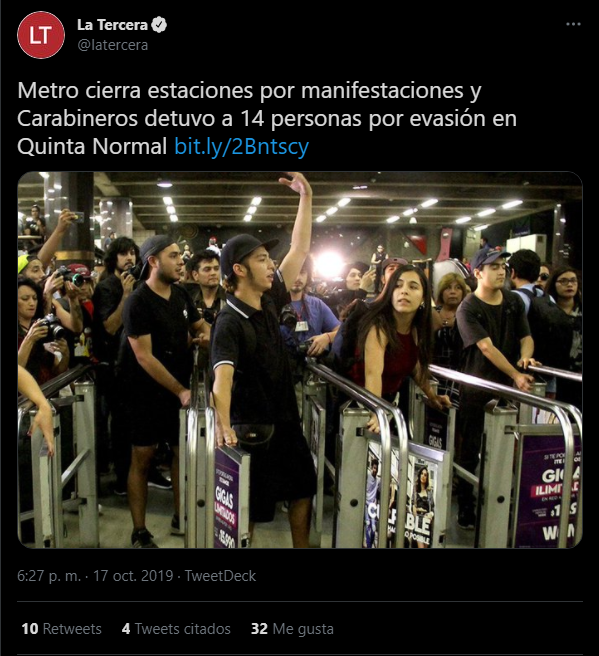 LT
La Tercera
@latercera
Metro cierra estaciones por manifestaciones y
Carabineros detuvo a 14 personas por evasión en
Quinta Normal bit.ly/2Bntscy
GIGAS
ILIMITADOS
GIGAS
6:27 p. m. · 17 oct. 2019 · TweetDeck
10 Retweets 4 Tweets citados 32 Me gusta